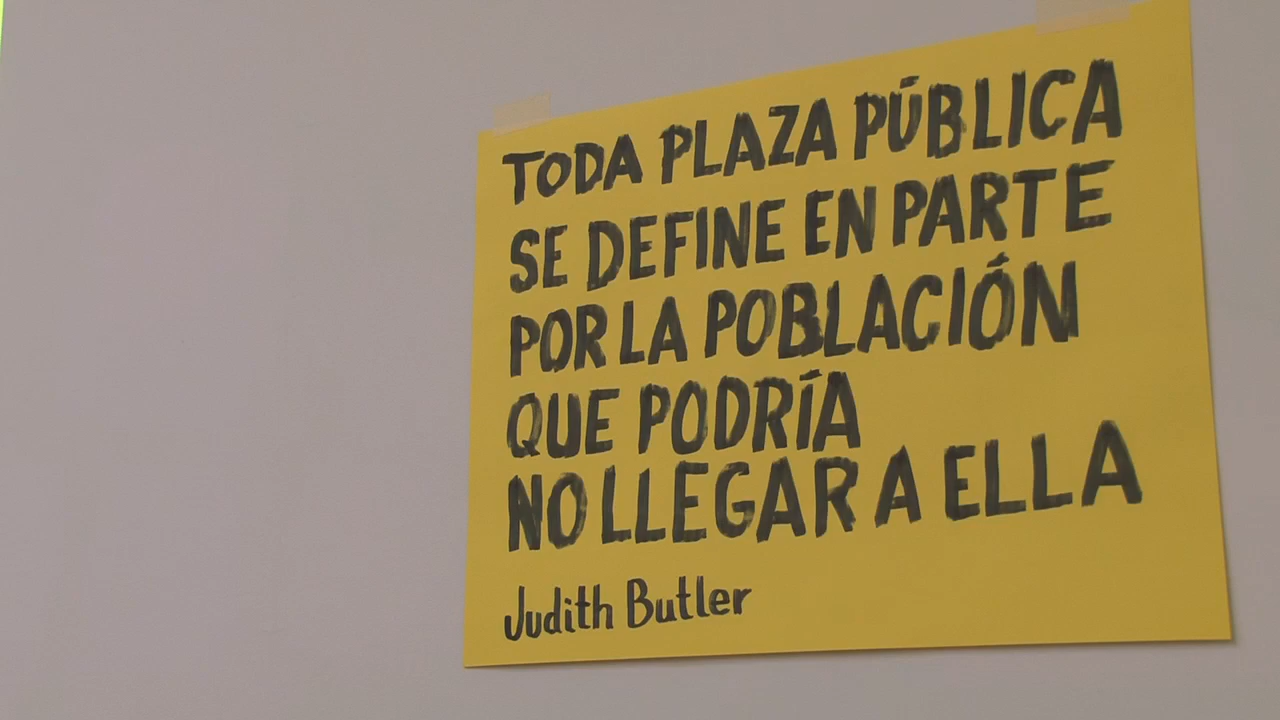 TODA PLAZA PÚBLICA
SE DEFINE EN PARTE
POR LA POBLACIÓN
QUE PODRÍA
NO LLEGAR A ELLA
Judith Butler